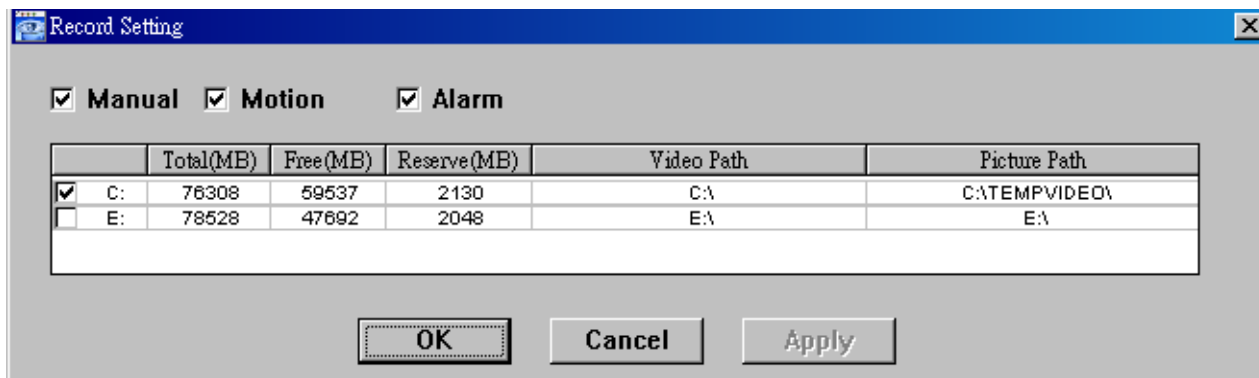 Record Setting
Manual Motion Alarm
Total(MB) Free(MB) Reserve(MB) Video Path Picture Path
C: 76308 59537 2130 C:\ C:\TEMPVIDEO\
E: 78528 47692 2048 E:\ E:\
OK Cancel Apply